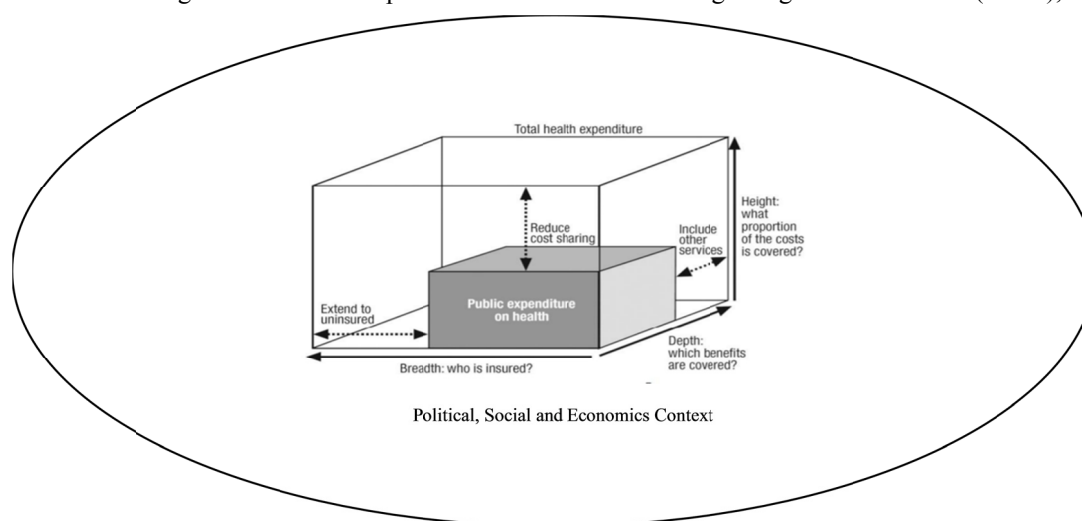 Total health expenditure
Height:
what
proportion
of the costs
is covered?
Reduce
cost sharing
Include
other
services
Public expenditure
on health
Extend to
uninsured
Depth:
which benefits
are covered?
Breadth: who is insured?
Political, Social and Economics Context